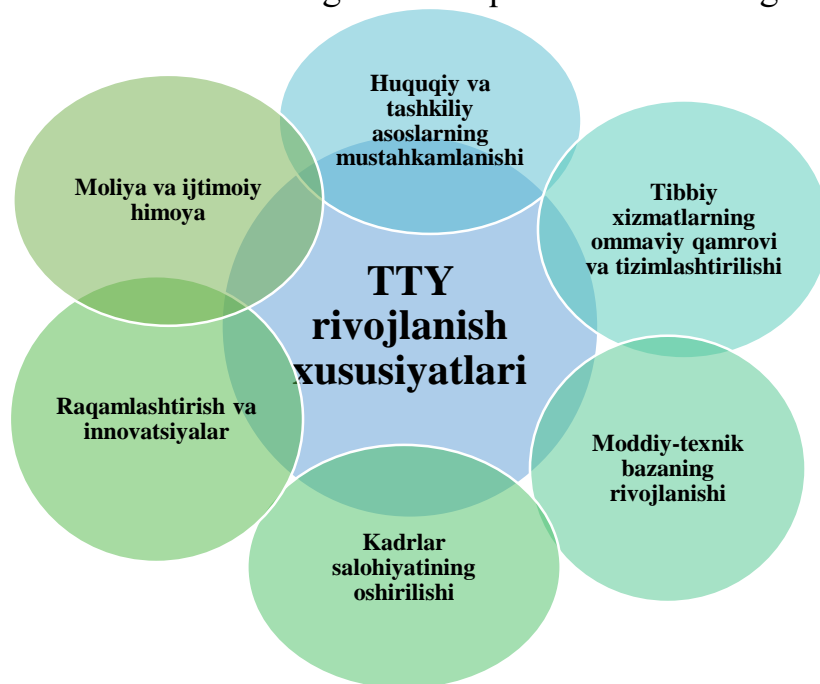 Huquqiy va
tashkiliy
asoslarning
mustahkamlanishi
Moliya va ijtimoiy
himoya
Tibbiy
xizmatlarning
ommaviy qamrovi
va tizimlashtirilishi
TTY
rivojlanish
xususiyatlari
Raqamlashtirish va
innovatsiyalar
Moddiy-texnik
bazaning
rivojlanishi
Kadrlar
salohiyatining
oshirilishi